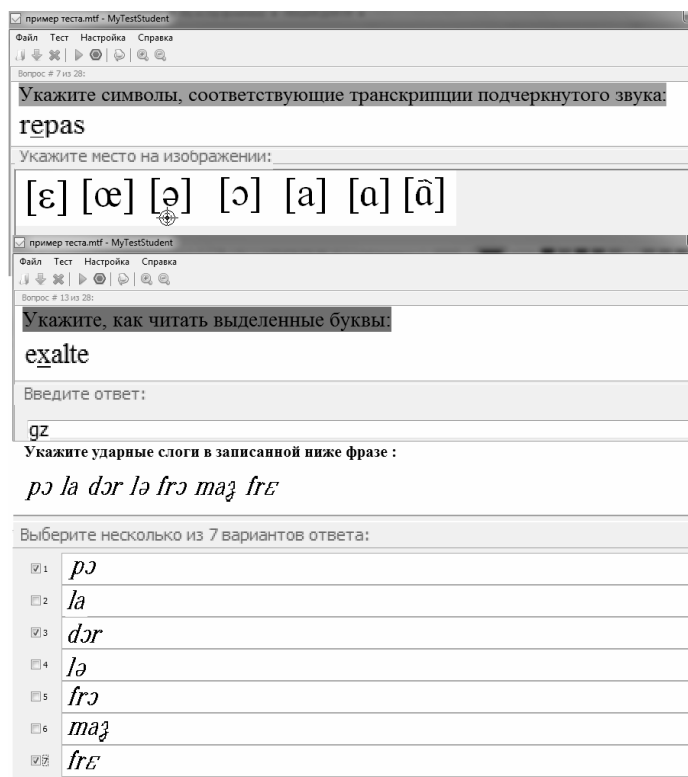 пример теста.mtf - MyTestStudent
Файл Тест Настройка Справка
Вопрос # 7 из 28:
Укажите символы, соответствующие транскрипции подчеркнутого звука:
repas
Укажите место на изображении:
[ɛ] [œ] [ə] [ɔ] [a] [ɑ] [ɑ̃]
пример теста.mtf - MyTestStudent
Файл Тест Настройка Справка
Вопрос # 13 из 28:
Укажите, как читать выделенные буквы:
exalte
Введите ответ:
gz
Укажите ударные слоги в записанной ниже фразе :
pɔ la dɔr lə frɔ maʒ frɛ
Выберите несколько из 7 вариантов ответа:
1 pɔ
2 la
3 dɔr
4 lə
5 frɔ
6 maʒ
7 frɛ